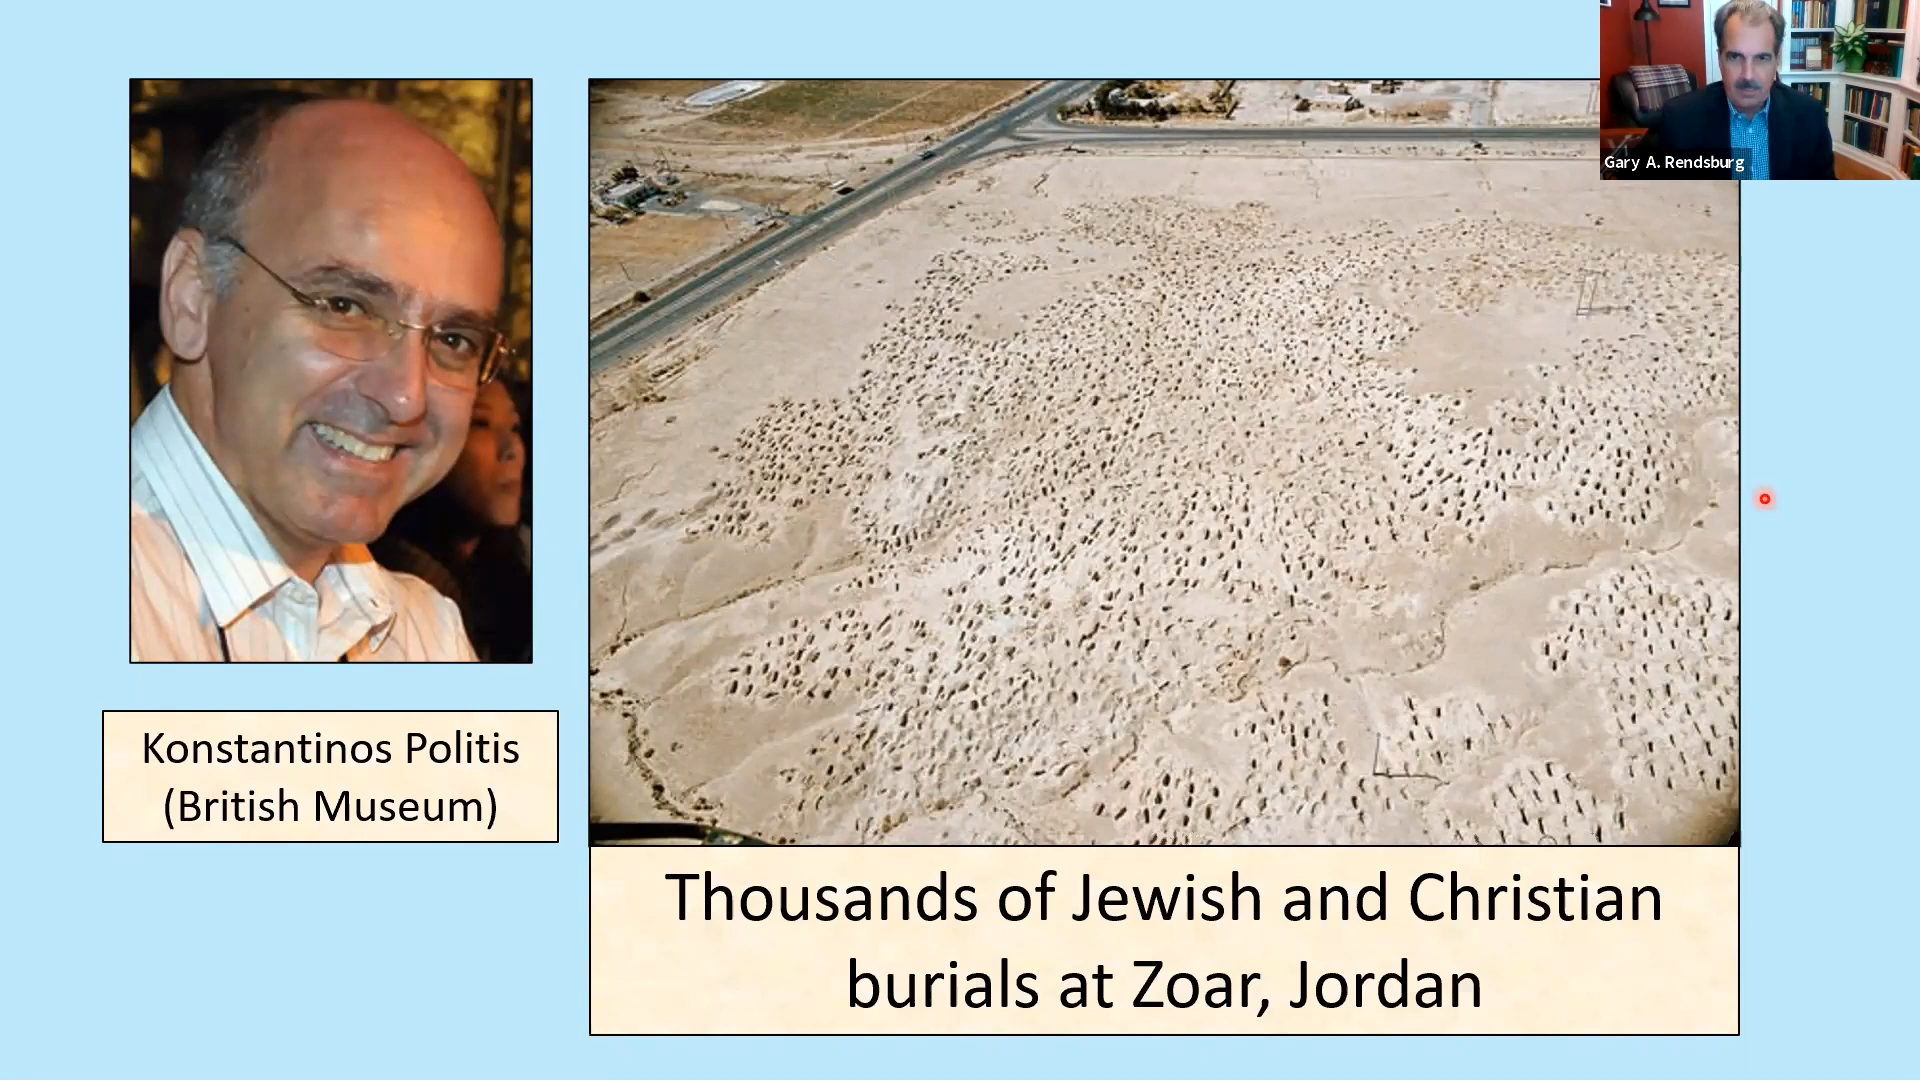 Gary A. Rendsburg
Konstantinos Politis
(British Museum)
Thousands of Jewish and Christian
burials at Zoar, Jordan